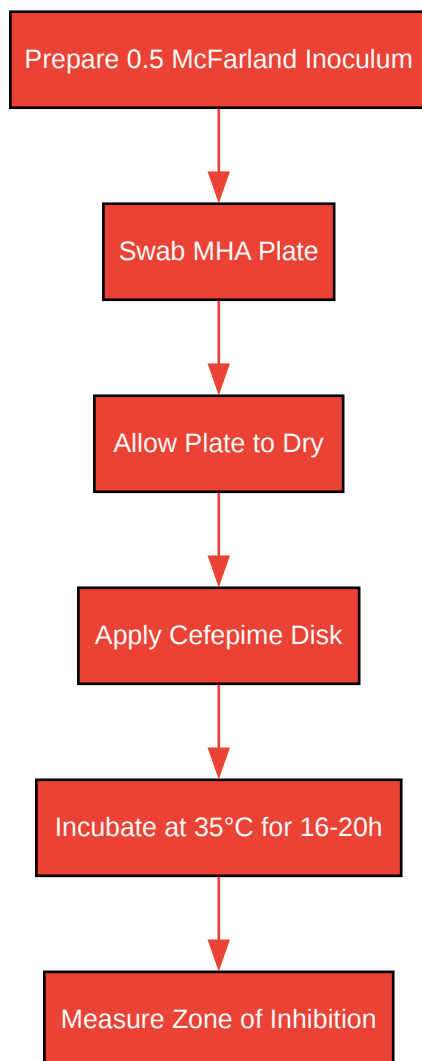 Prepare 0.5 McFarland Inoculum
Swab MHA Plate
Allow Plate to Dry
Apply Cefepime Disk
Incubate at 35°C for 16-20h
Measure Zone of Inhibition